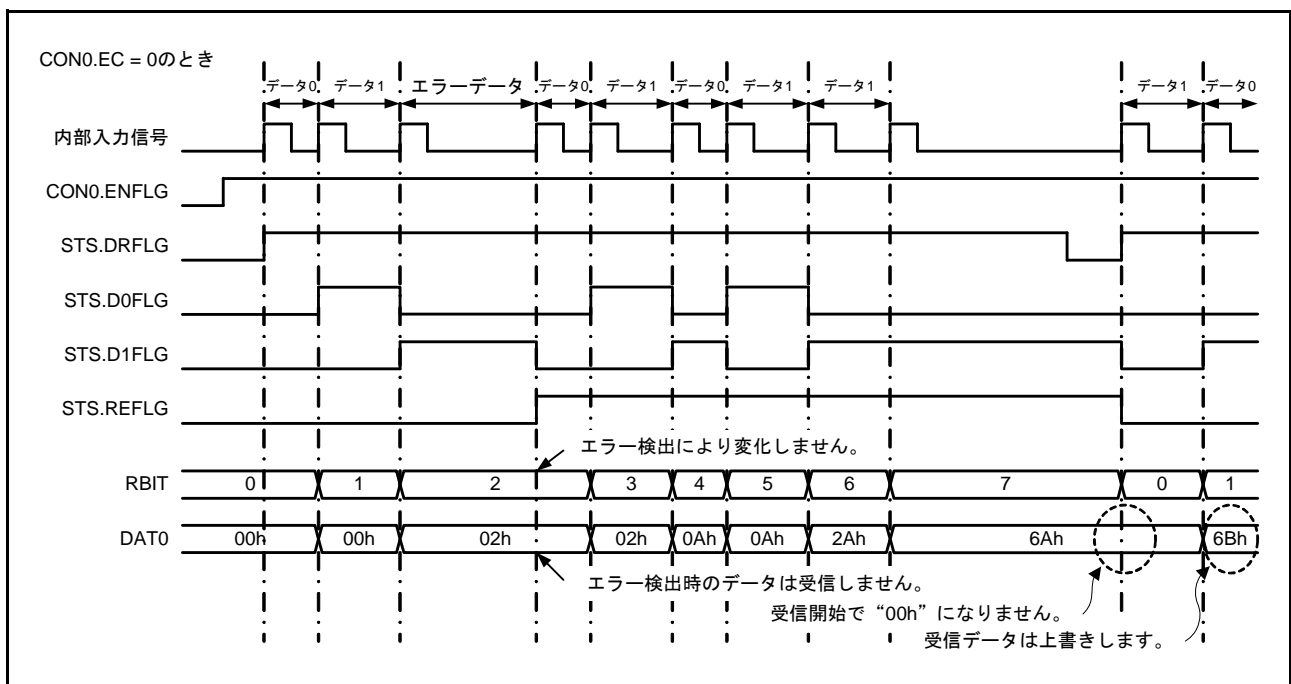 CON0.EC = 0のとき
データ0 データ1 エラーデータ データ0 データ1 データ0 データ1 データ1 データ1 データ0
内部入力信号
CON0.ENFLG
STS.DRFLG
STS.D0FLG
STS.D1FLG
STS.REFLG
エラー検出により変化しません。
RBIT 0 1 2 3 4 5 6 7 0 1
DAT0 00h 00h 02h 02h 0Ah 0Ah 2Ah 6Ah 6Bh
エラー検出時のデータは受信しません。
受信開始で“00h”になりません。
受信データは上書きします。